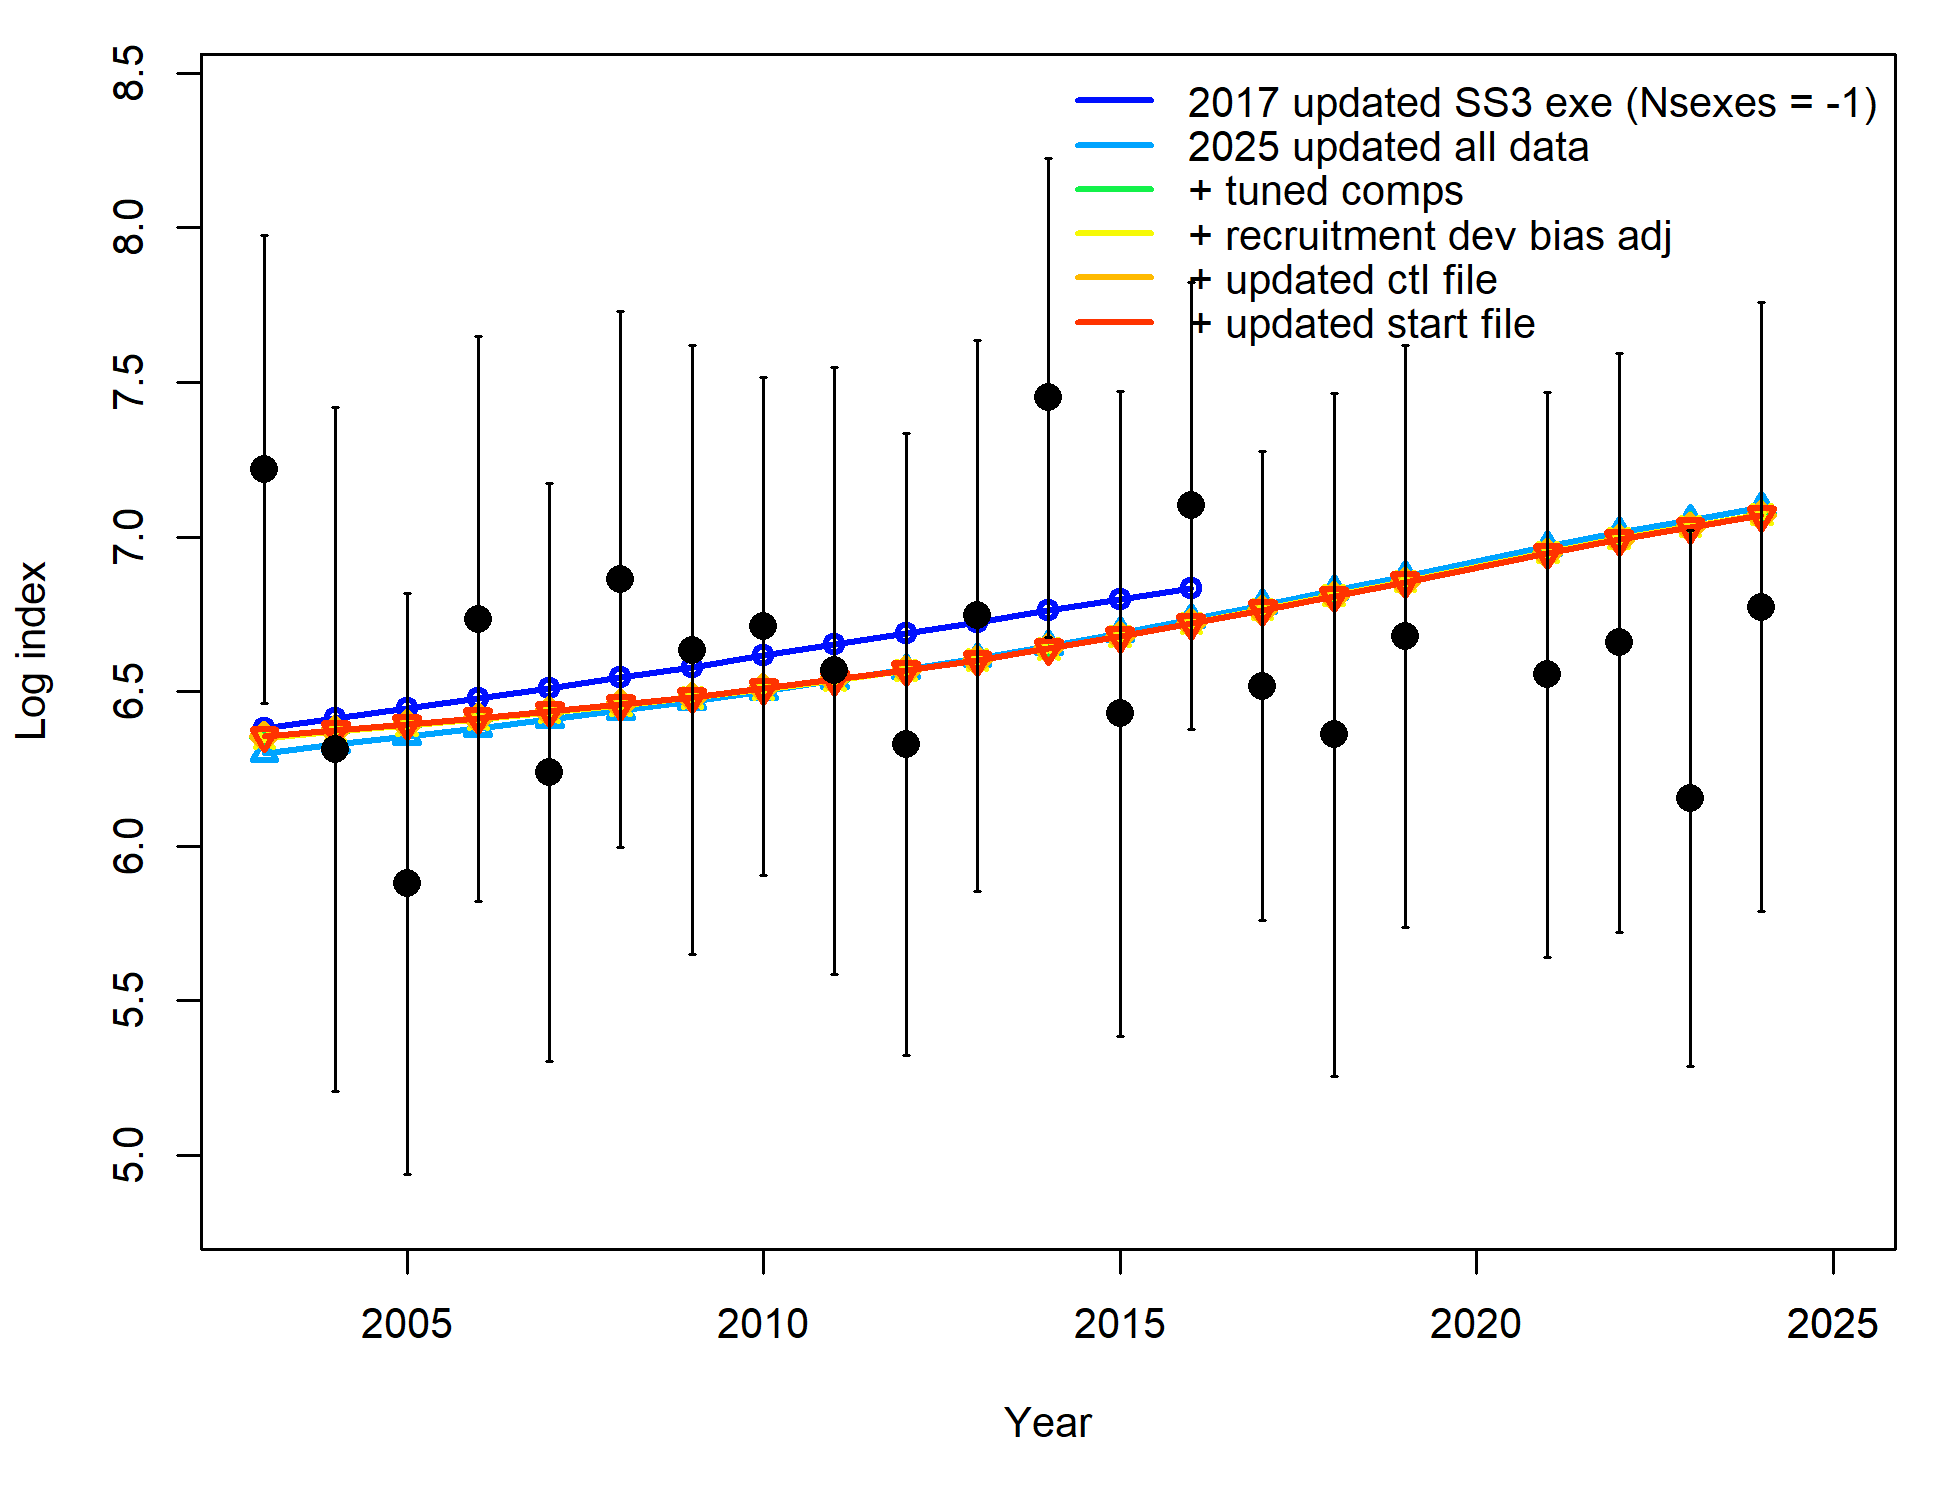 8.5
8.0
7.5
7.0
6.5
6.0
5.5
5.0
Log index
2017 updated SS3 exe (Nsexes = -1)
2025 updated all data
+ tuned comps
+ recruitment dev bias adj
+ updated ctl file
+ updated start file
2005
2010
2015
2020
2025
Year